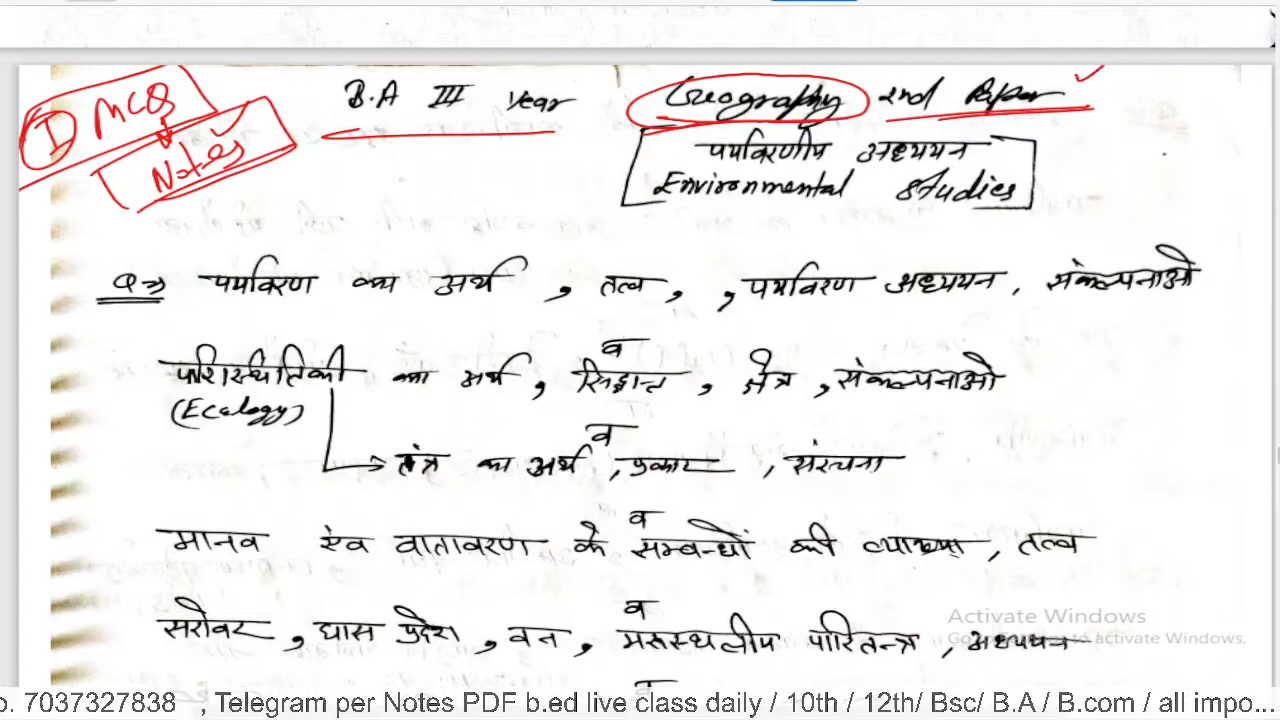 I MCQ
Notes
B.A III year
Geography 2nd Paper
पर्यावरणीय अध्ययन
Environmental Studies
Q⇒ पर्यावरण का अर्थ , तत्व , , पर्यावरण अध्ययन , संकल्पनाओ
पारिस्थितिकी का अर्थ , सिद्धान्त , व क्षेत्र , संकल्पनाओ
(Ecology)
→ तंत्र का अर्थ , व प्रकार , संरचना
मानव एंव वातावरण के व सम्बन्धों की व्याख्या , तत्व
सरोवर , घास प्रदेश , वन , व मरूस्थलीय पारितन्त्र , अध्ययन
व
Activate Windows
Go to Settings to activate Windows.
o. 7037327838 , Telegram per Notes PDF b.ed live class daily / 10th / 12th/ Bsc/ B.A / B.com / all impo...